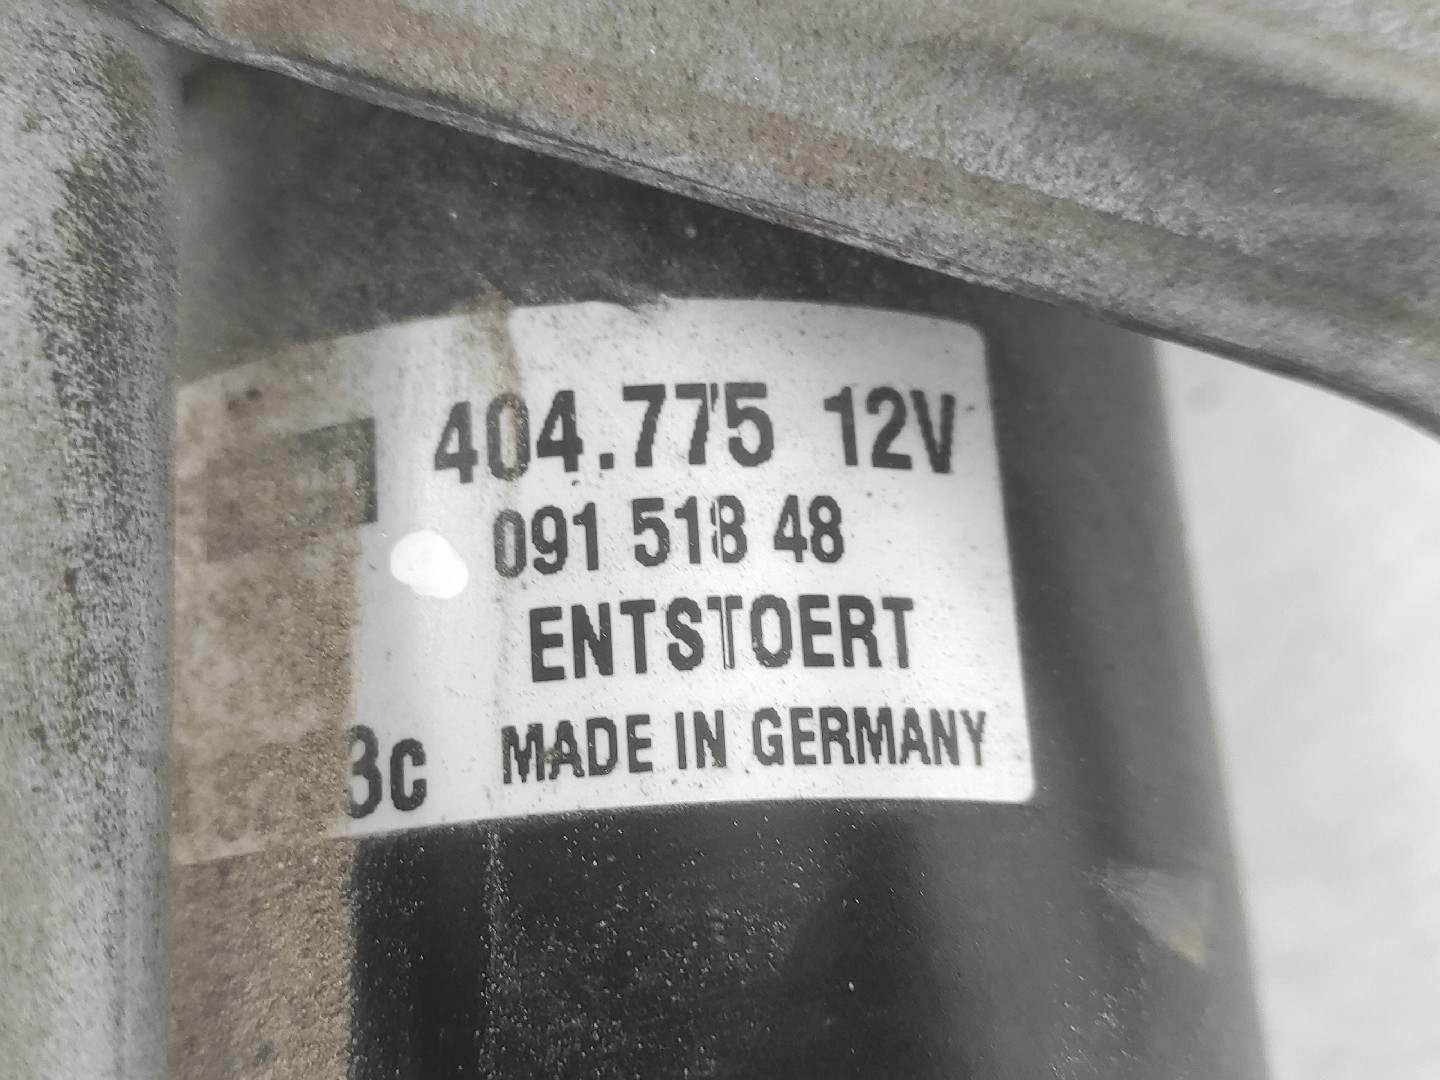 404.775 12V
091 518 48
ENTSTOERT
3c MADE IN GERMANY